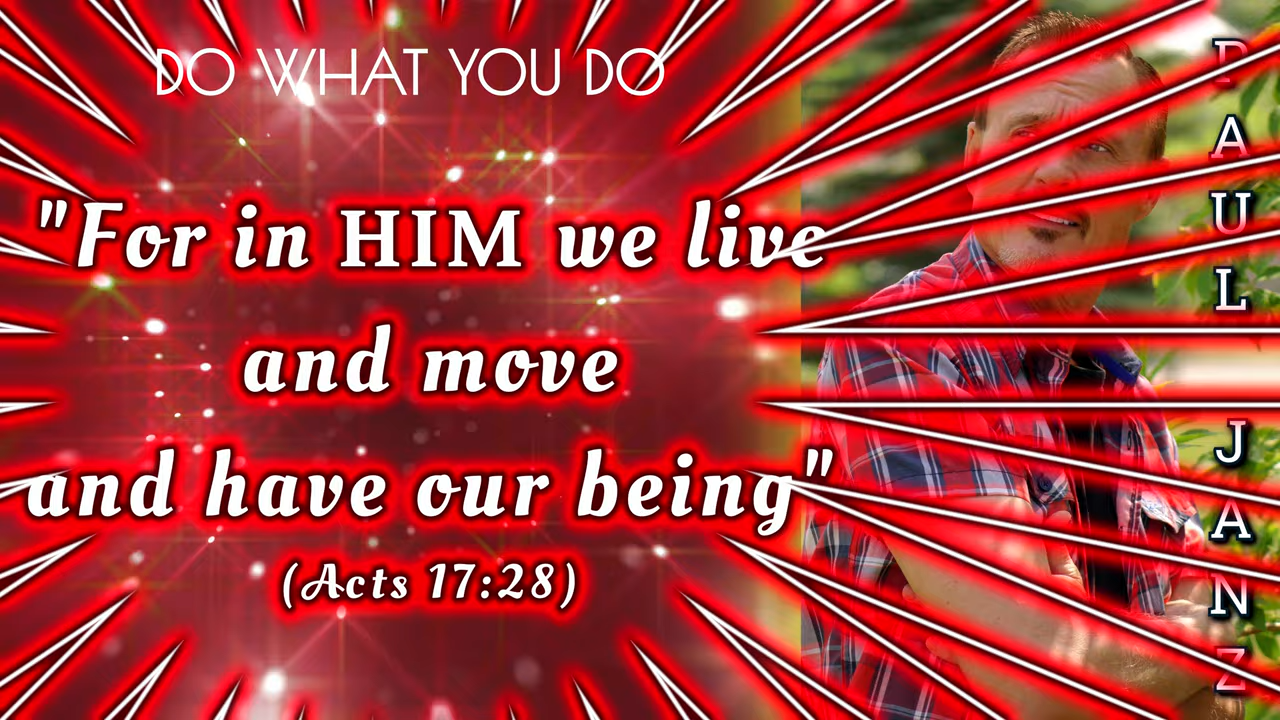 DO WHAT YOU DO
"For in HIM we live
and move
and have our being"
(Acts 17:28)
PAUL JANZ